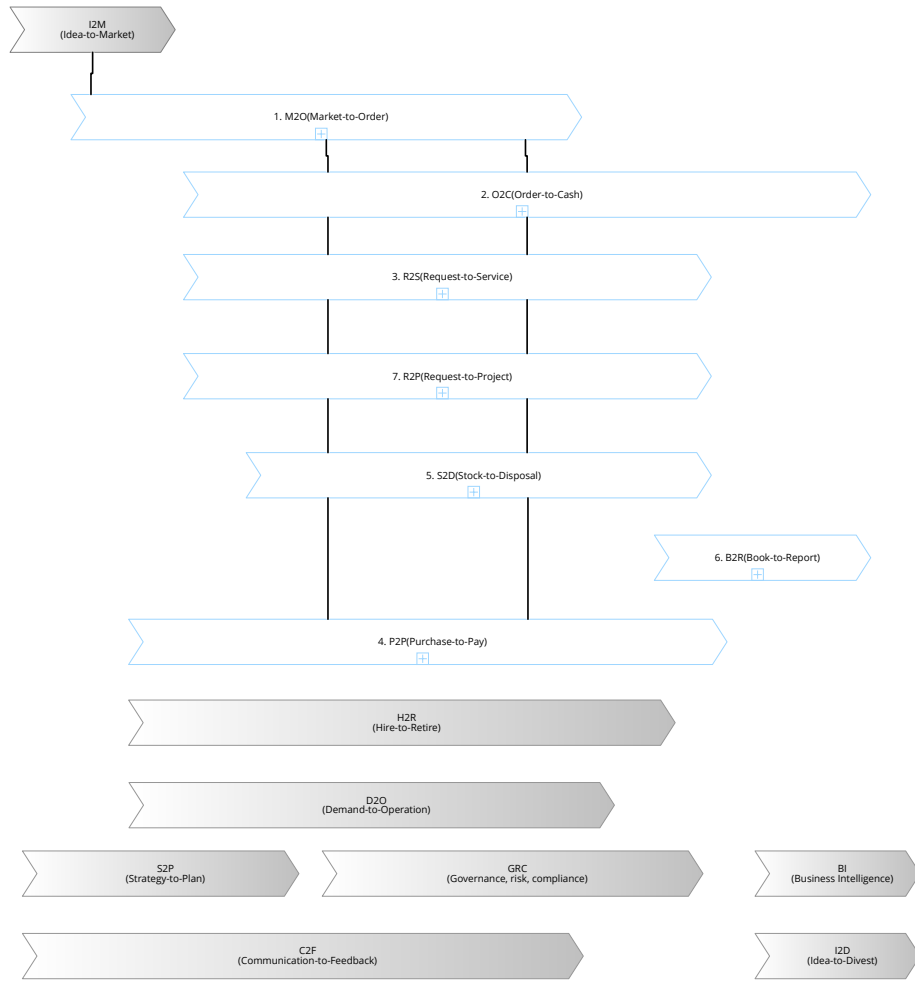 I2M
(Idea-to-Market)
1. M2O(Market-to-Order)
2. O2C(Order-to-Cash)
3. R2S(Request-to-Service)
7. R2P(Request-to-Project)
5. S2D(Stock-to-Disposal)
6. B2R(Book-to-Report)
4. P2P(Purchase-to-Pay)
H2R
(Hire-to-Retire)
D2O
(Demand-to-Operation)
S2P
(Strategy-to-Plan)
GRC
(Governance, risk, compliance)
BI
(Business Intelligence)
C2F
(Communication-to-Feedback)
I2D
(Idea-to-Divest)